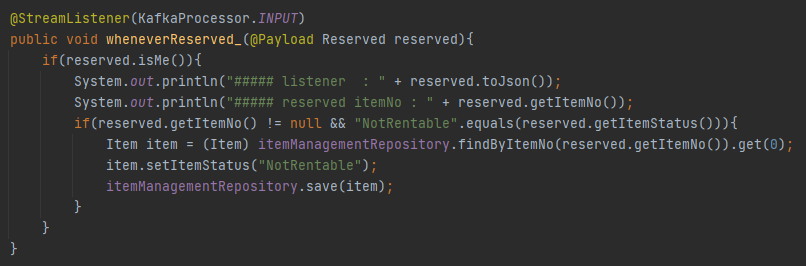 @StreamListener(KafkaProcessor.INPUT)
public void wheneverReserved_(@Payload Reserved reserved){
    if(reserved.isMe()){
        System.out.println("##### listener  : " + reserved.toJson());
        System.out.println("##### reserved itemNo : " + reserved.getItemNo());
        if(reserved.getItemNo() != null && "NotRentable".equals(reserved.getItemStatus())){
            Item item = (Item) itemManagementRepository.findByItemNo(reserved.getItemNo()).get(0);
            item.setItemStatus("NotRentable");
            itemManagementRepository.save(item);
        }
    }
}